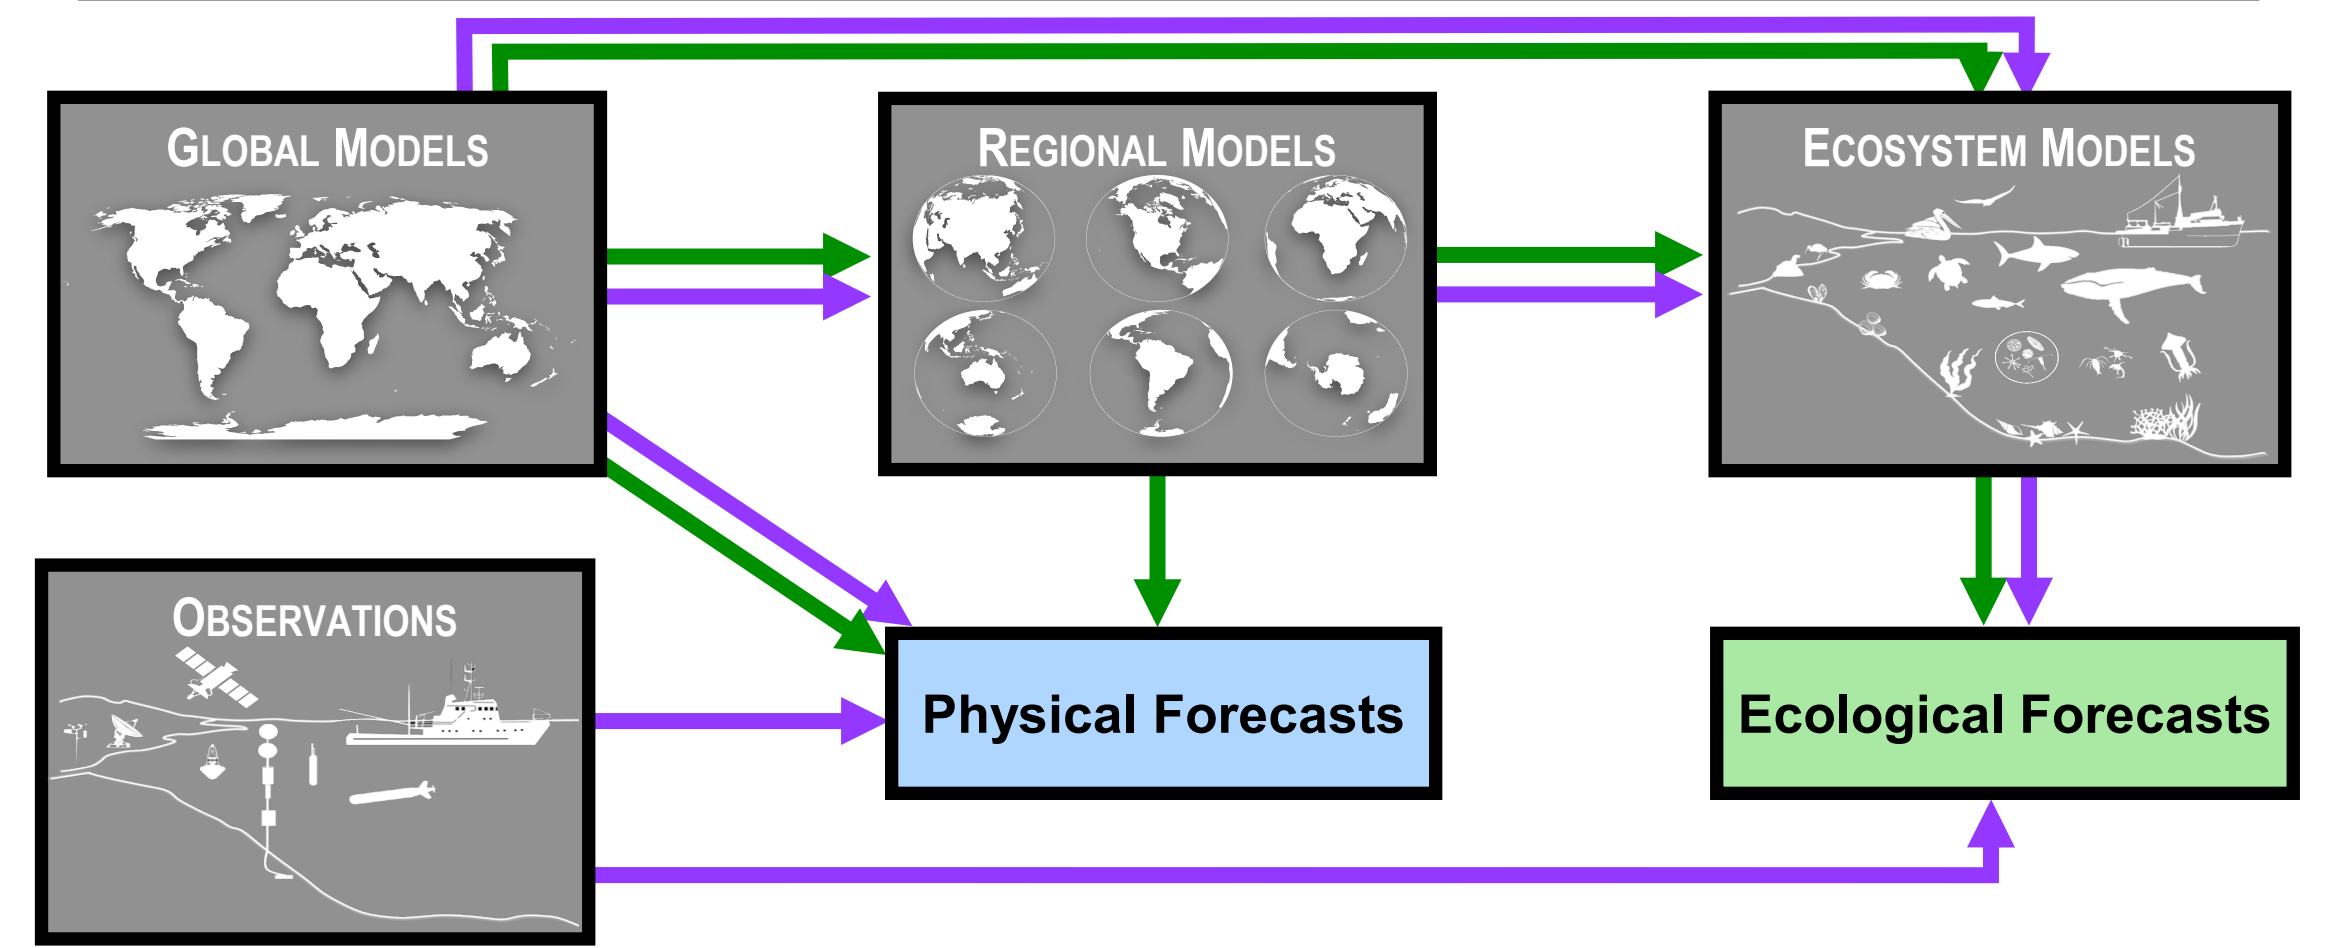 GLOBAL MODELS
REGIONAL MODELS
ECOSYSTEM MODELS
OBSERVATIONS
Physical Forecasts
Ecological Forecasts